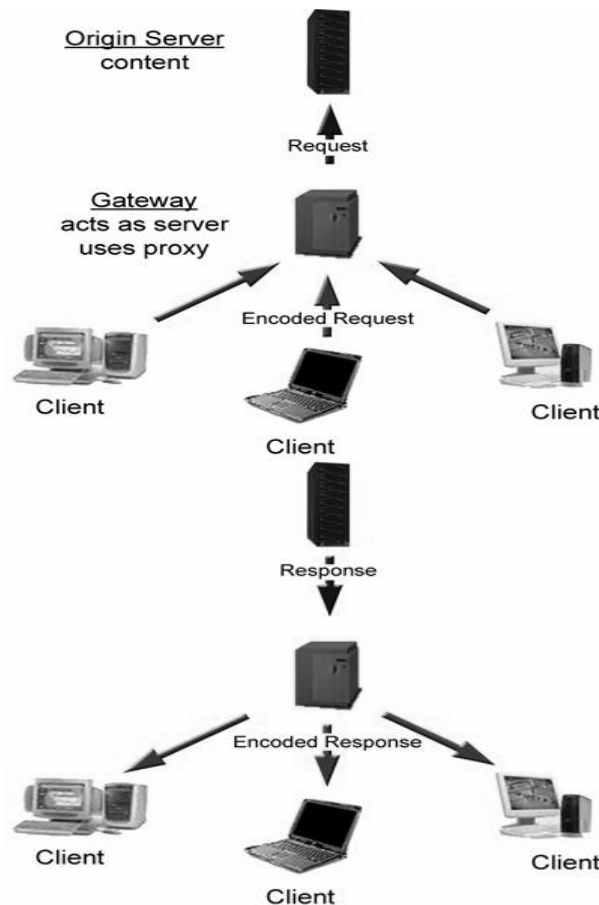 Origin Server
content
Request
Gateway
acts as server
uses proxy
Encoded Request
Client
Client
Client
Response
Encoded Response
Client
Client
Client